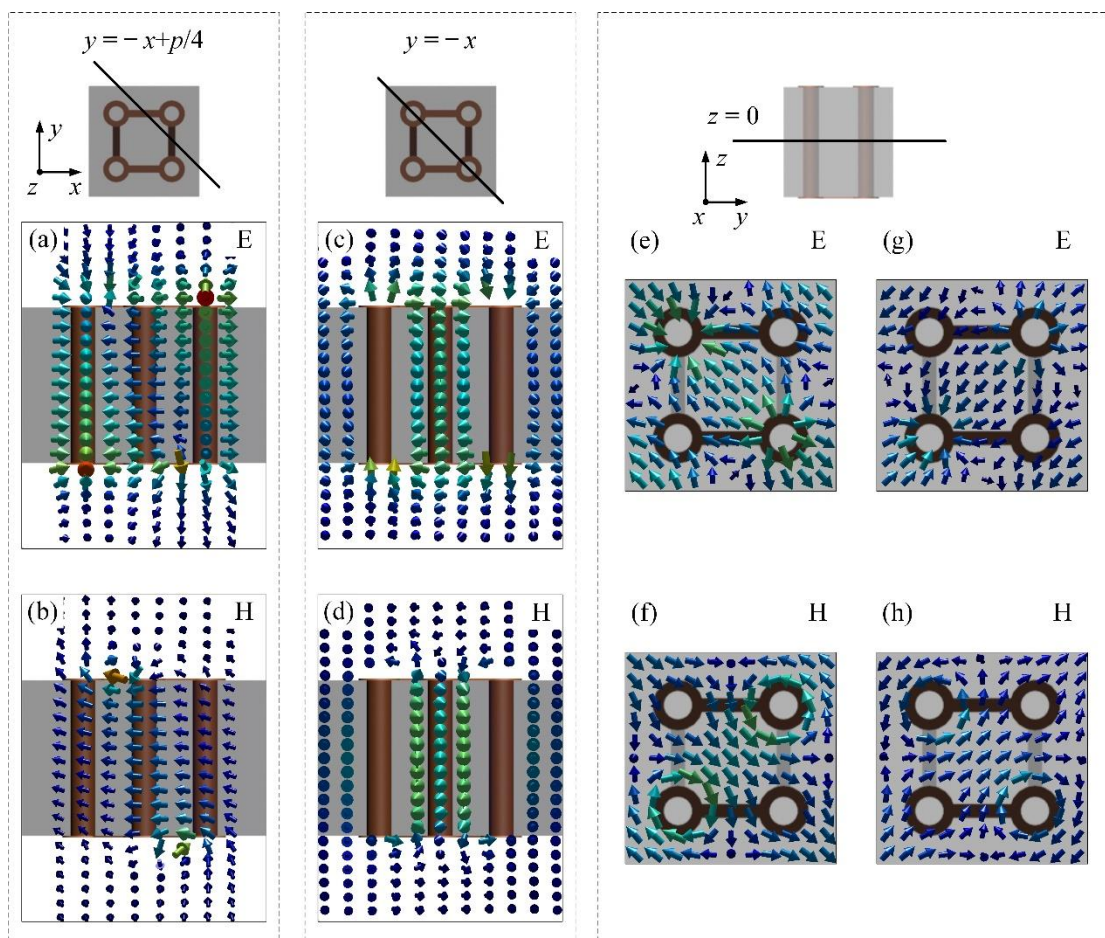 y = − x+p/4
y
z
x
(a)
E
(b)
H
y = − x
(c)
E
(d)
H
z = 0
z
x
y
(e)
E
(g)
E
(f)
H
(h)
H